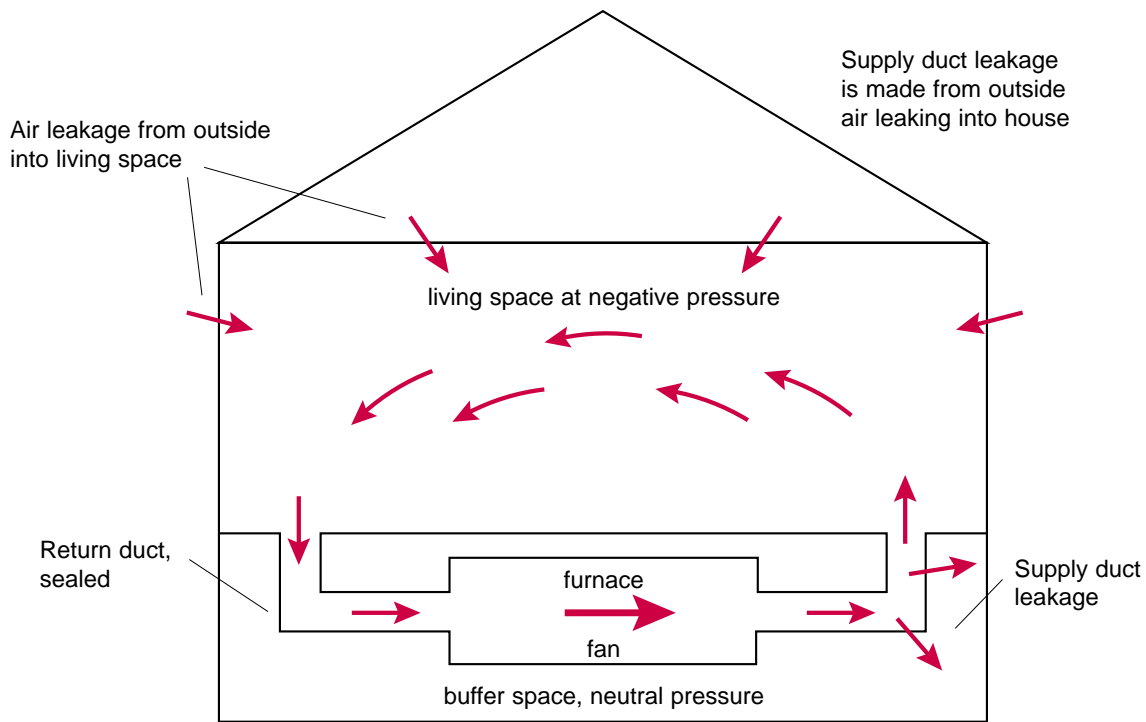 Supply duct leakage
is made from outside
air leaking into house
Air leakage from outside
into living space
living space at negative pressure
Return duct,
sealed
furnace
fan
Supply duct
leakage
buffer space, neutral pressure